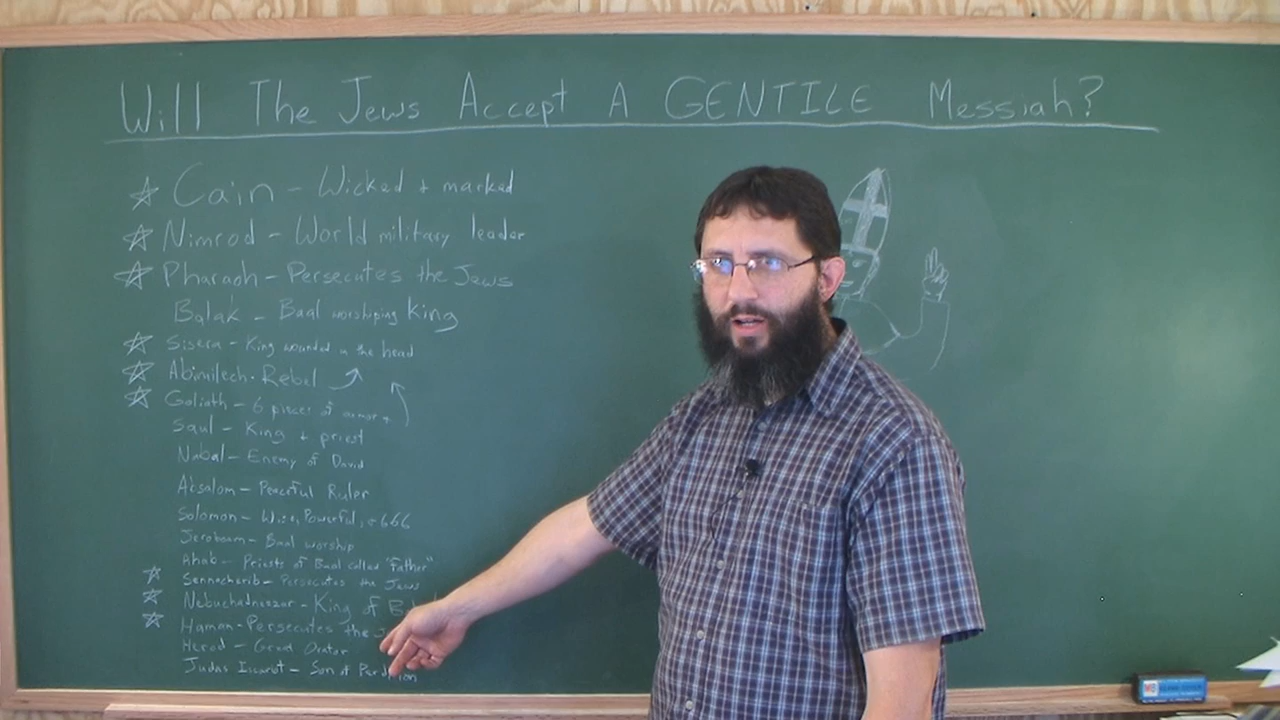 Will The Jews Accept A GENTILE Messiah?
Cain - Wicked + marked
Nimrod - World military leader
Pharaoh - Persecutes the Jews
Balak - Baal worshiping King
Sisera - King wounded in the head
Abimilech - Rebel
Goliath - 6 pieces of armor
Saul - King + priest
Nabal - Enemy of David
Absalom - Peaceful Ruler
Solomon - Wise, Powerful, 666
Jeroboam - Baal worship
Ahab - Priests of Baal called "Father"
Sennecherib - Persecutes the Jews
Nebuchadnezzar - King of
Haman - Persecutes the
Herod - Great Orator
Judas Iscariot - Son of Perdition